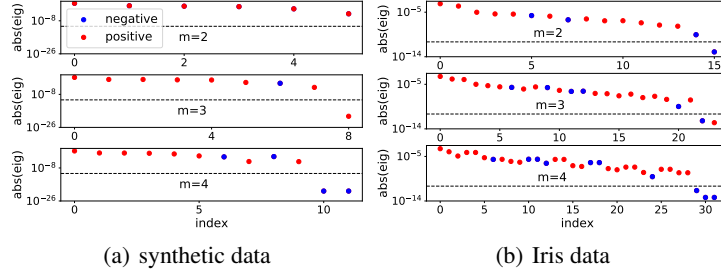 abs(eig)
10⁻⁸
10⁻²⁶
negative
positive
m=2
0 2 4
abs(eig)
10⁻⁸
10⁻²⁶
m=3
0 4 8
abs(eig)
10⁻⁸
10⁻²⁶
m=4
0 5 10
index
(a) synthetic data
abs(eig)
10⁻⁵
10⁻¹⁴
m=2
0 5 10 15
abs(eig)
10⁻⁵
10⁻¹⁴
m=3
0 10 20
abs(eig)
10⁻⁵
10⁻¹⁴
m=4
0 5 10 15 20 25 30
index
(b) Iris data